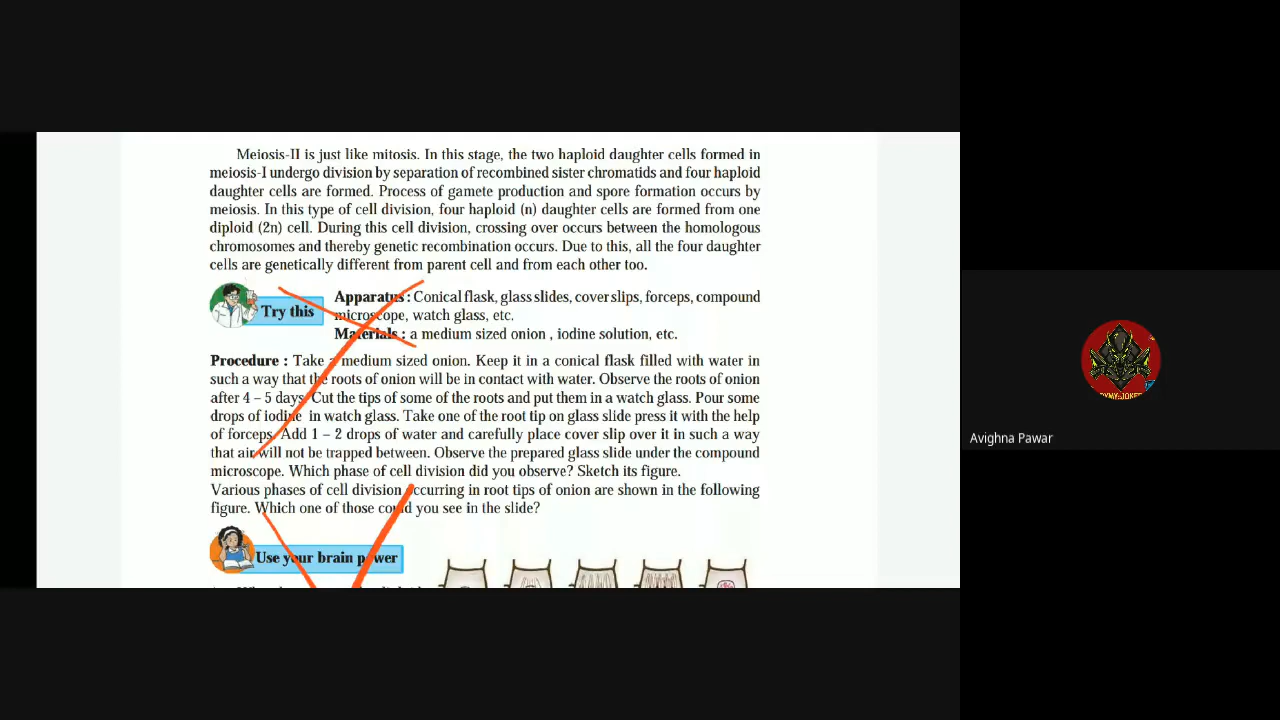 Meiosis-II is just like mitosis. In this stage, the two haploid daughter cells formed in
meiosis-I undergo division by separation of recombined sister chromatids and four haploid
daughter cells are formed. Process of gamete production and spore formation occurs by
meiosis. In this type of cell division, four haploid (n) daughter cells are formed from one
diploid (2n) cell. During this cell division, crossing over occurs between the homologous
chromosomes and thereby genetic recombination occurs. Due to this, all the four daughter
cells are genetically different from parent cell and from each other too.
Try this
Apparatus : Conical flask, glass slides, cover slips, forceps, compound
microscope, watch glass, etc.
Materials : a medium sized onion , iodine solution, etc.
Procedure : Take a medium sized onion. Keep it in a conical flask filled with water in
such a way that the roots of onion will be in contact with water. Observe the roots of onion
after 4 – 5 days. Cut the tips of some of the roots and put them in a watch glass. Pour some
drops of iodine in watch glass. Take one of the root tip on glass slide press it with the help
of forceps. Add 1 – 2 drops of water and carefully place cover slip over it in such a way
that air will not be trapped between. Observe the prepared glass slide under the compound
microscope. Which phase of cell division did you observe? Sketch its figure.
Various phases of cell division occurring in root tips of onion are shown in the following
figure. Which one of those could you see in the slide?
Use your brain power
Avighna Pawar